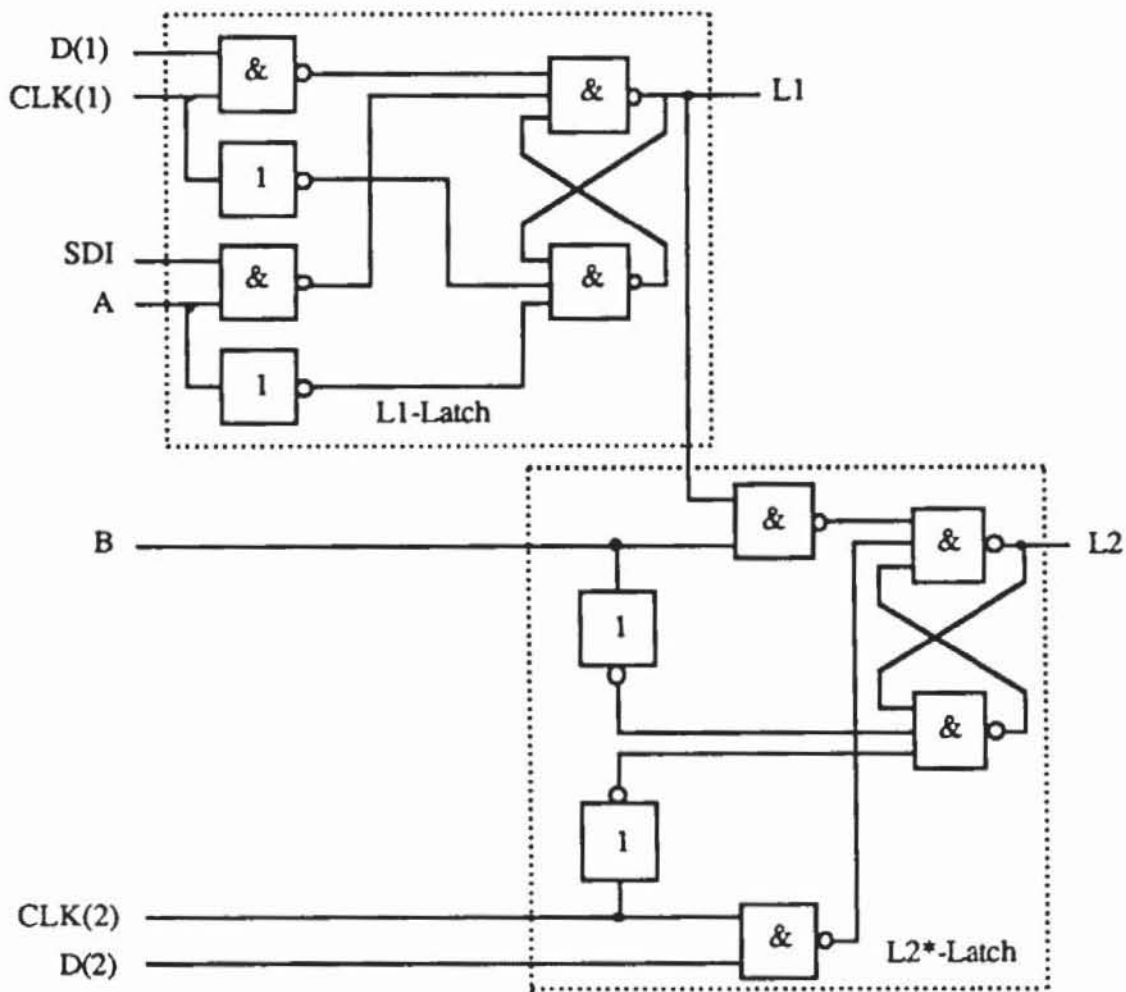 D(1)
&
&
L1
CLK(1)
1
SDI
&
&
A
1
L1-Latch
&
B
&
L2
1
&
1
CLK(2)
&
L2*-Latch
D(2)